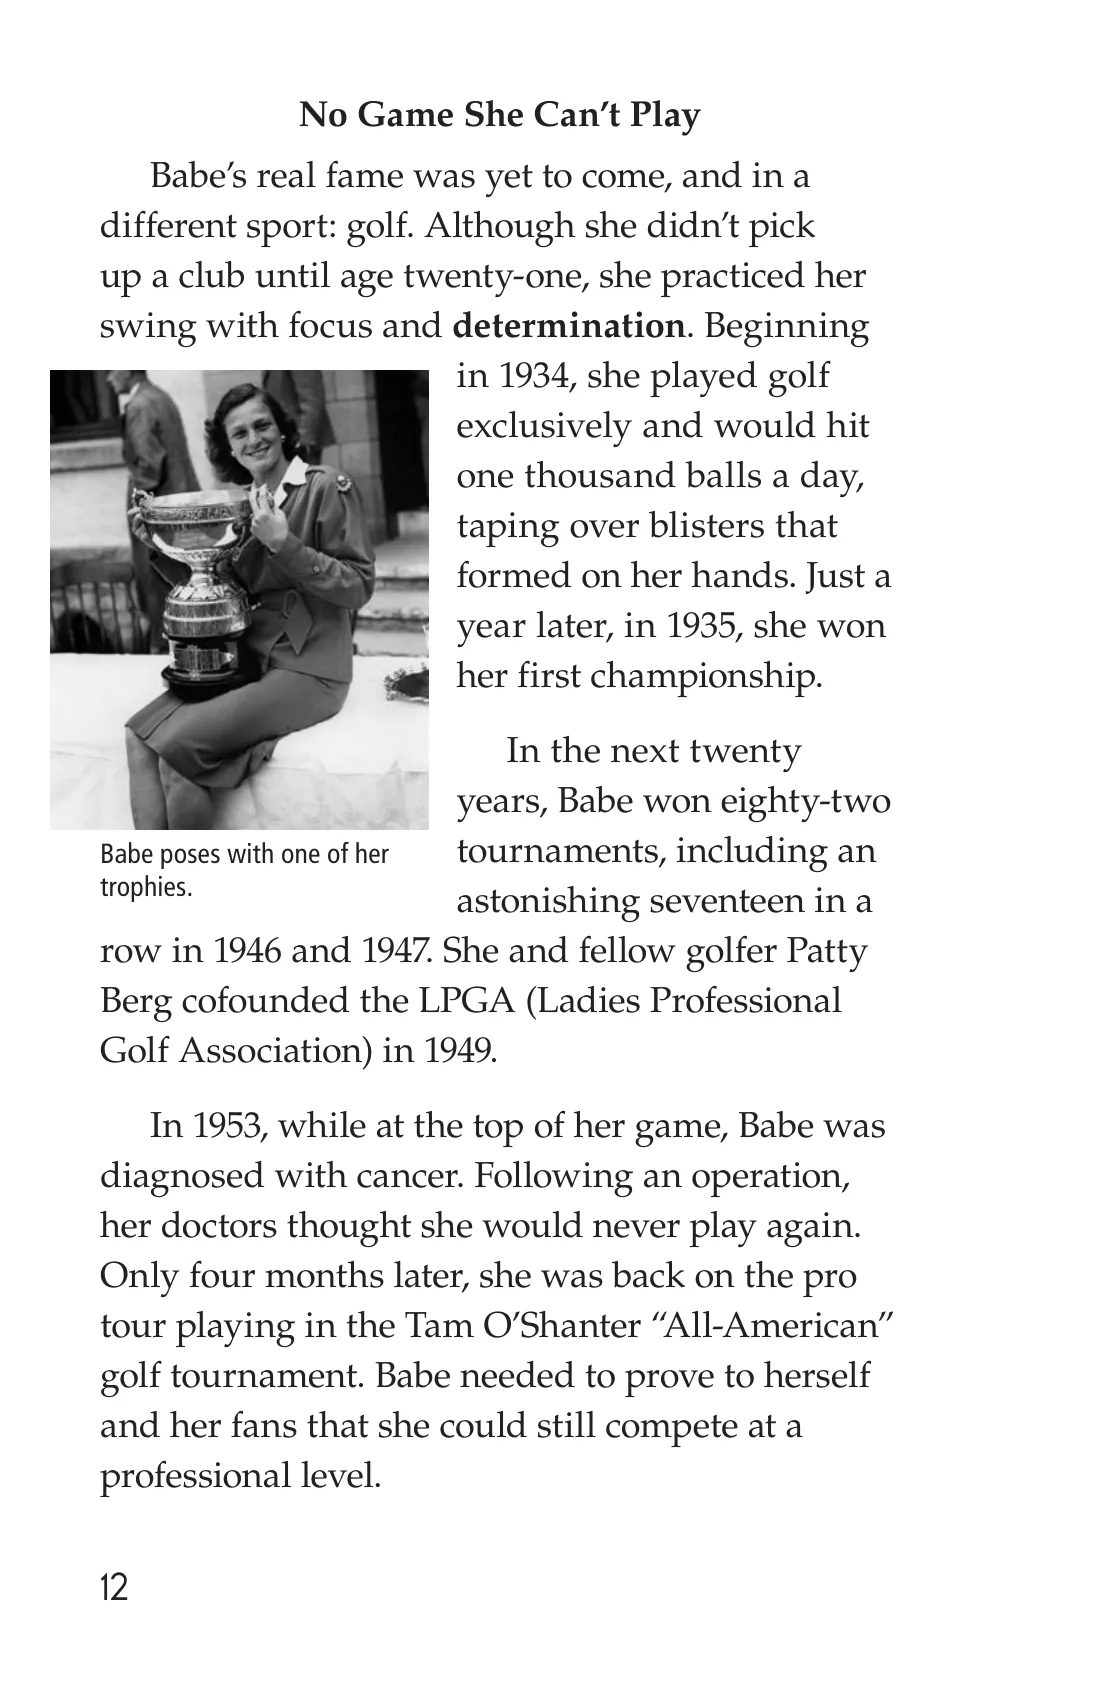 No Game She Can’t Play
Babe’s real fame was yet to come, and in a
different sport: golf. Although she didn’t pick
up a club until age twenty-one, she practiced her
swing with focus and determination. Beginning
in 1934, she played golf
exclusively and would hit
one thousand balls a day,
taping over blisters that
formed on her hands. Just a
year later, in 1935, she won
her first championship.
In the next twenty
years, Babe won eighty-two
tournaments, including an
astonishing seventeen in a
row in 1946 and 1947. She and fellow golfer Patty
Berg cofounded the LPGA (Ladies Professional
Golf Association) in 1949.
In 1953, while at the top of her game, Babe was
diagnosed with cancer. Following an operation,
her doctors thought she would never play again.
Only four months later, she was back on the pro
tour playing in the Tam O’Shanter “All-American”
golf tournament. Babe needed to prove to herself
and her fans that she could still compete at a
professional level.
Babe poses with one of her
trophies.
12